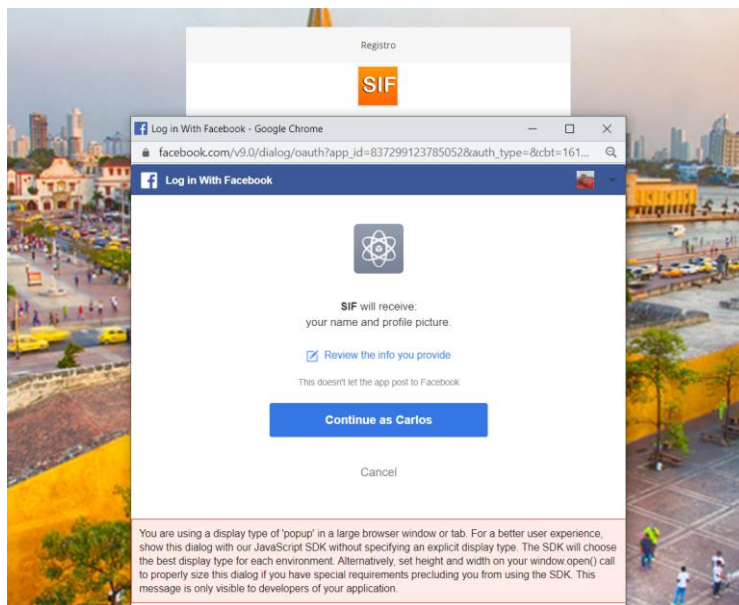 Registro
SIF
Log in With Facebook - Google Chrome
facebook.com/v9.0/dialog/oauth?app_id=837299123785052&auth_type=&cbt=161...
Log in With Facebook
SIF will receive:
your name and profile picture.
Review the info you provide
This doesn't let the app post to Facebook
Continue as Carlos
Cancel
You are using a display type of 'popup' in a large browser window or tab. For a better user experience,
show this dialog with our JavaScript SDK without specifying an explicit display type. The SDK will choose
the best display type for each environment. Alternatively, set height and width on your window.open() call
to properly size this dialog if you have special requirements precluding you from using the SDK. This
message is only visible to developers of your application.